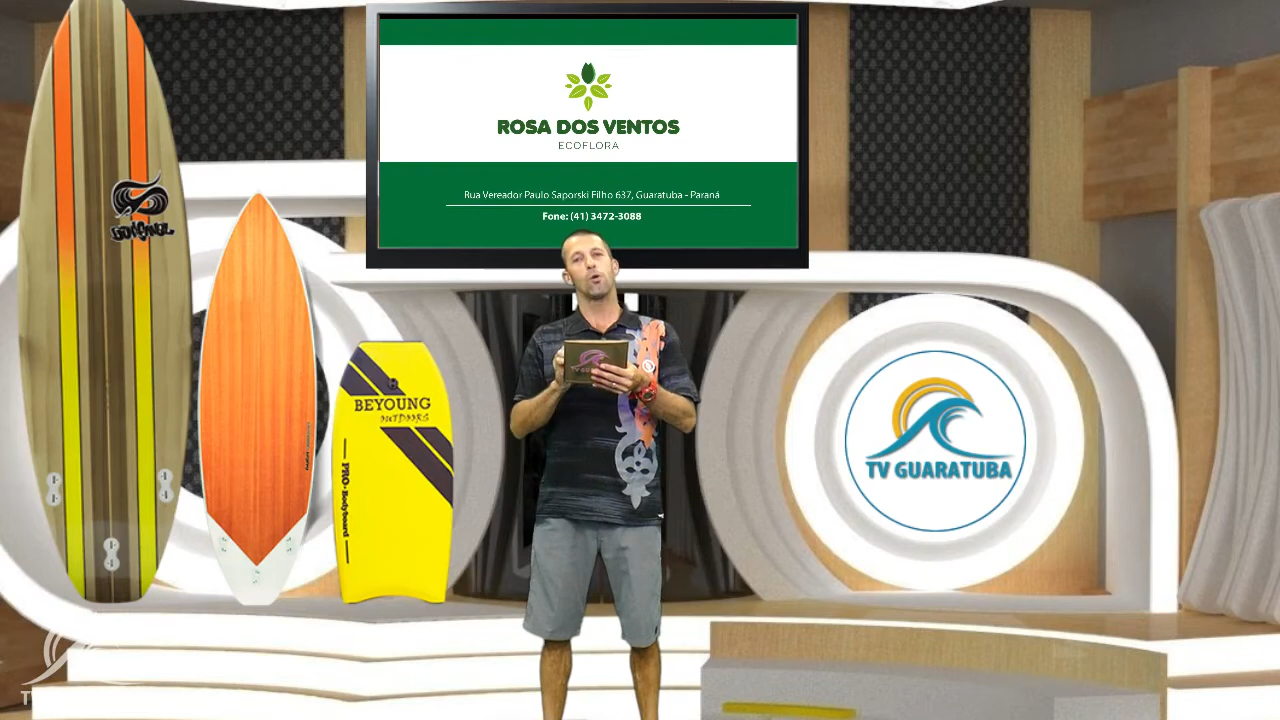 ROSA DOS VENTOS
ECOFLORA
Rua Vereador Paulo Saporski Filho 637, Guaratuba - Paraná
Fone: (41) 3472-3088
BEYOUNG
OUTDOORS
PRO - Bodyboard
TV GUARATUBA